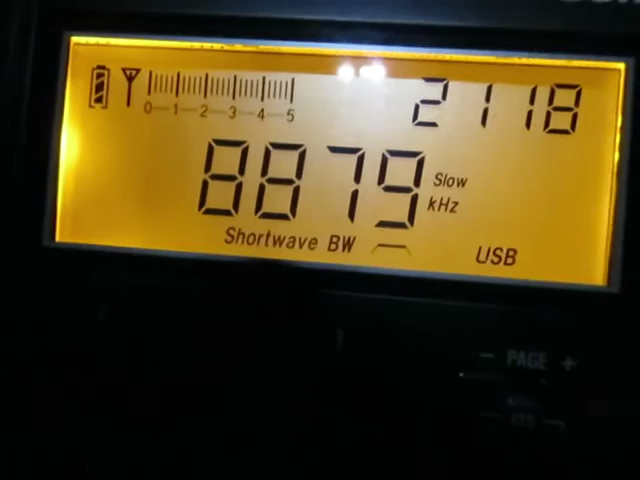 2118
0 1 2 3 4 5
8879 Slow
kHz
Shortwave BW USB
− PAGE +